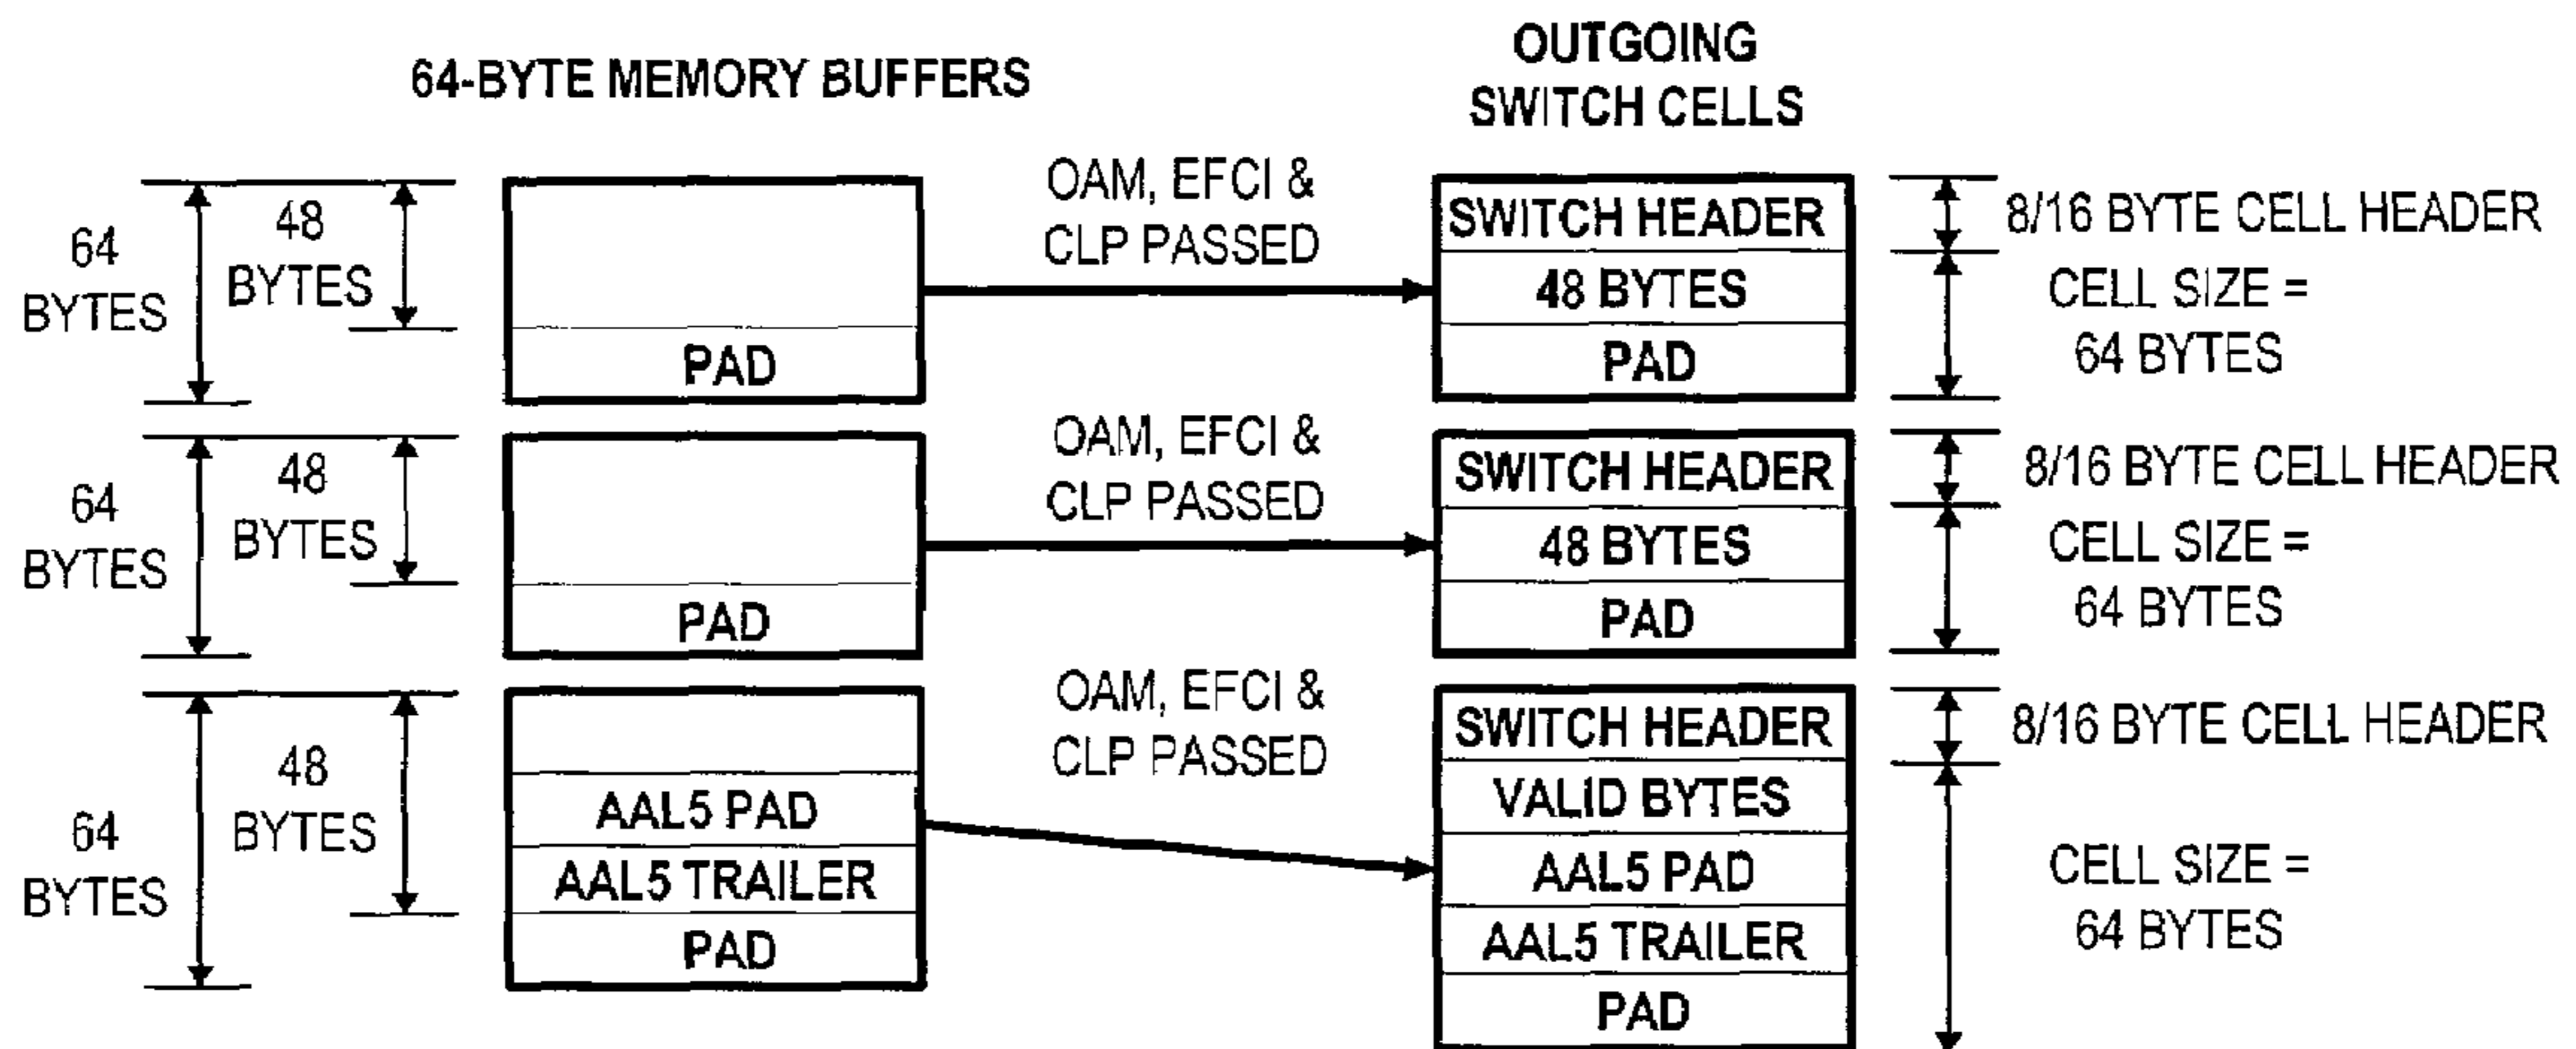 64-BYTE MEMORY BUFFERS
OUTGOING
SWITCH CELLS
64
BYTES
48
BYTES
PAD
OAM, EFCI &
CLP PASSED
SWITCH HEADER
48 BYTES
PAD
8/16 BYTE CELL HEADER
CELL SIZE =
64 BYTES
64
BYTES
48
BYTES
PAD
OAM, EFCI &
CLP PASSED
SWITCH HEADER
48 BYTES
PAD
8/16 BYTE CELL HEADER
CELL SIZE =
64 BYTES
64
BYTES
48
BYTES
AAL5 PAD
AAL5 TRAILER
PAD
OAM, EFCI &
CLP PASSED
SWITCH HEADER
VALID BYTES
AAL5 PAD
AAL5 TRAILER
PAD
8/16 BYTE CELL HEADER
CELL SIZE =
64 BYTES